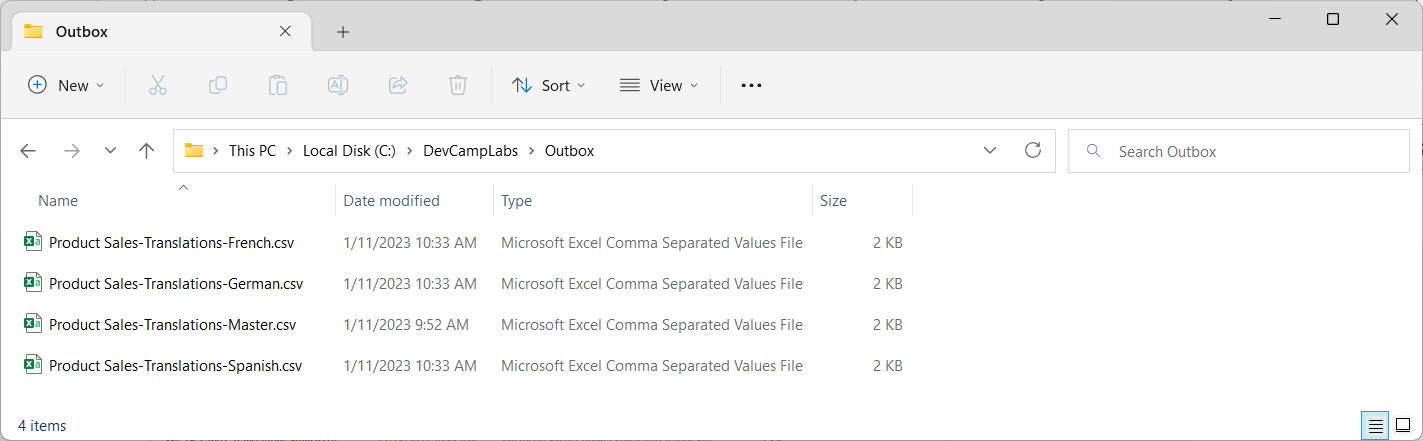 Outbox
New Sort View
This PC Local Disk (C:) DevCampLabs Outbox Search Outbox
Name Date modified Type Size
Product Sales-Translations-French.csv 1/11/2023 10:33 AM Microsoft Excel Comma Separated Values File 2 KB
Product Sales-Translations-German.csv 1/11/2023 10:33 AM Microsoft Excel Comma Separated Values File 2 KB
Product Sales-Translations-Master.csv 1/11/2023 9:52 AM Microsoft Excel Comma Separated Values File 2 KB
Product Sales-Translations-Spanish.csv 1/11/2023 10:33 AM Microsoft Excel Comma Separated Values File 2 KB
4 items